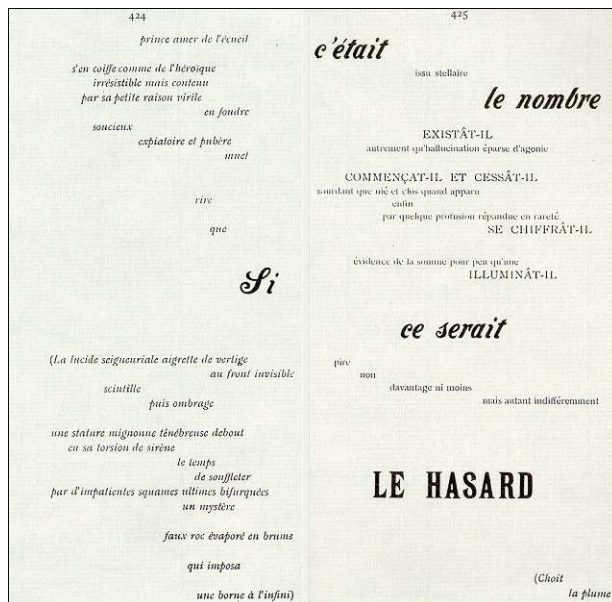 424
prince amer de l'écueil
s'en coiffe comme de l'héroïque
irrésistible mais contenu
par sa petite raison virile
en foudre
soucieux
expiatoire et pubère
muet
rire
que
Si
(La lucide seigneuriale aigrette de vertige
au front invisible
scintille
puis ombrage
une stature mignonne ténébreuse debout
en sa torsion de sirène
le temps
de souffleter
par d'impatientes squames ultimes bifurquées
un mystère
faux roc évaporé en brume
qui imposa
une borne à l'infini)
425
c'était
issu stellaire
le nombre
EXISTÂT-IL
autrement qu'hallucination éparse d'agonie
COMMENÇAT-IL ET CESSÂT-IL
sourdant que nié et clos quand apparu
enfin
par quelque profusion répandue en rareté
SE CHIFFRÂT-IL
évidence de la somme pour peu qu'une
ILLUMINÂT-IL
ce serait
pire
non
davantage ni moins
mais autant indifféremment
LE HASARD
(Choit
la plume